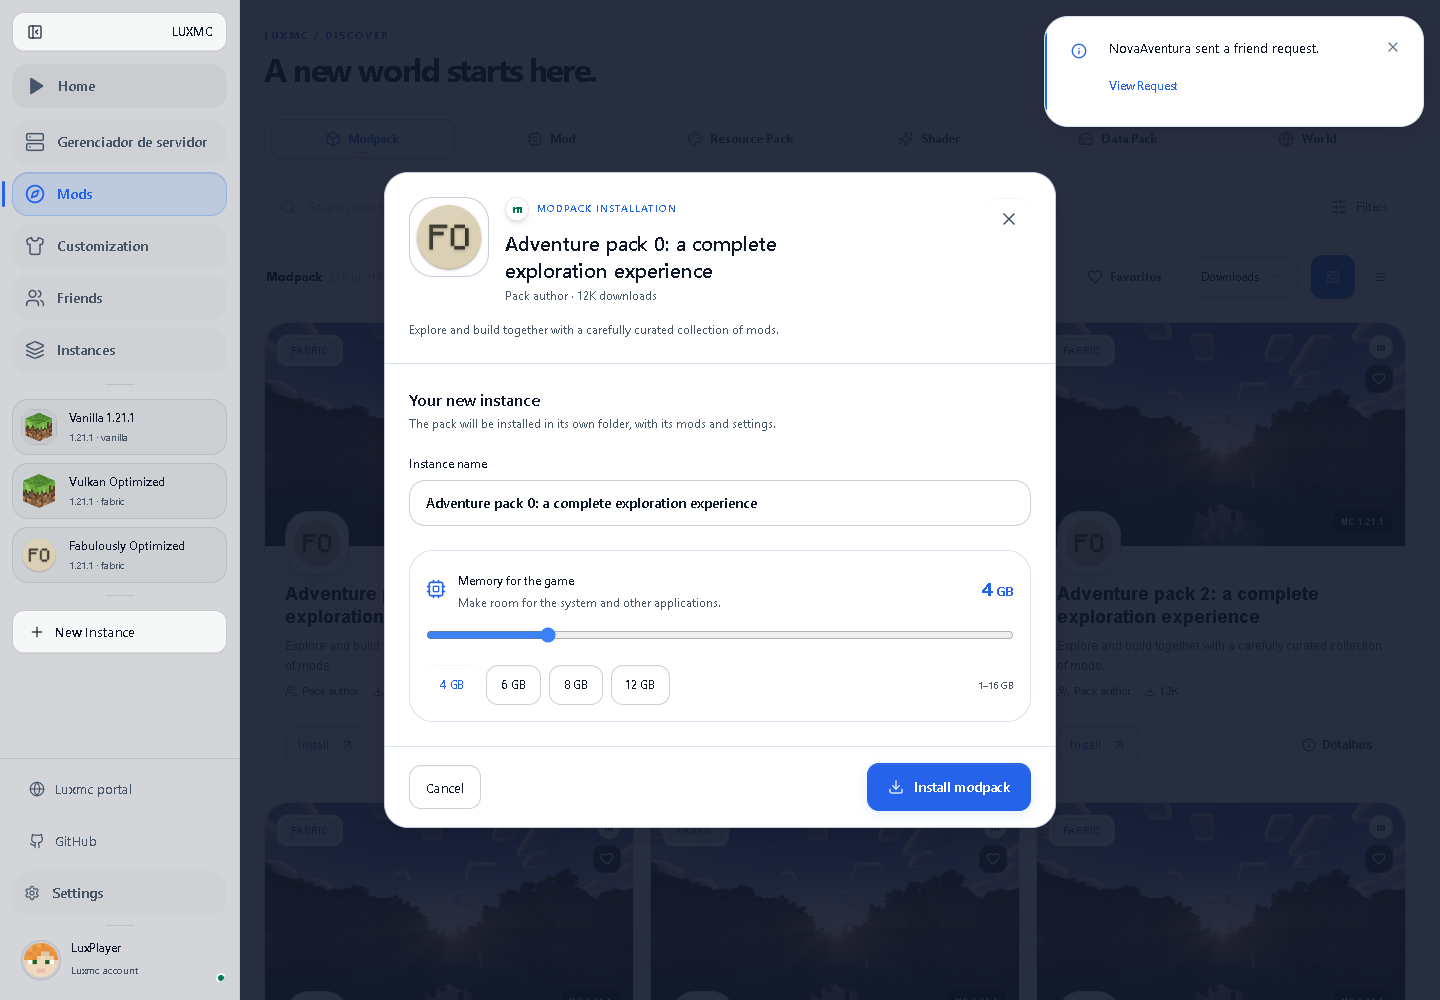 LUXMC
Home
Gerenciador de servidor
Mods
Customization
Friends
Instances
Vanilla 1.21.1
1.21.1 · vanilla
Vulkan Optimized
1.21.1 · fabric
FO
Fabulously Optimized
1.21.1 · fabric
New Instance
Luxmc portal
GitHub
Settings
LuxPlayer
Luxmc account
LUXMC / DISCOVER
A new world starts here.
Modpack
Mod
Resource Pack
Shader
Data Pack
World
Filters
Modpack
Favoritos
Downloads
NovaAventura sent a friend request.
View Request
FO
m
MODPACK INSTALLATION
Adventure pack 0: a complete
exploration experience
Pack author · 12K downloads
Explore and build together with a carefully curated collection of mods.
Your new instance
The pack will be installed in its own folder, with its mods and settings.
Instance name
Adventure pack 0: a complete exploration experience
Memory for the game
Make room for the system and other applications.
4 GB
4 GB
6 GB
8 GB
12 GB
1–16 GB
Cancel
Install modpack
FABRIC
FO
Adventure
exploration
Explore and build
of mods.
Pack author
Install
FABRIC
m
MC 1.21.1
FO
Adventure pack 2: a complete
exploration experience
Explore and build together with a carefully curated collection
of mods.
Pack author
12K
Install
Detalhes
FABRIC
FABRIC
FABRIC
m